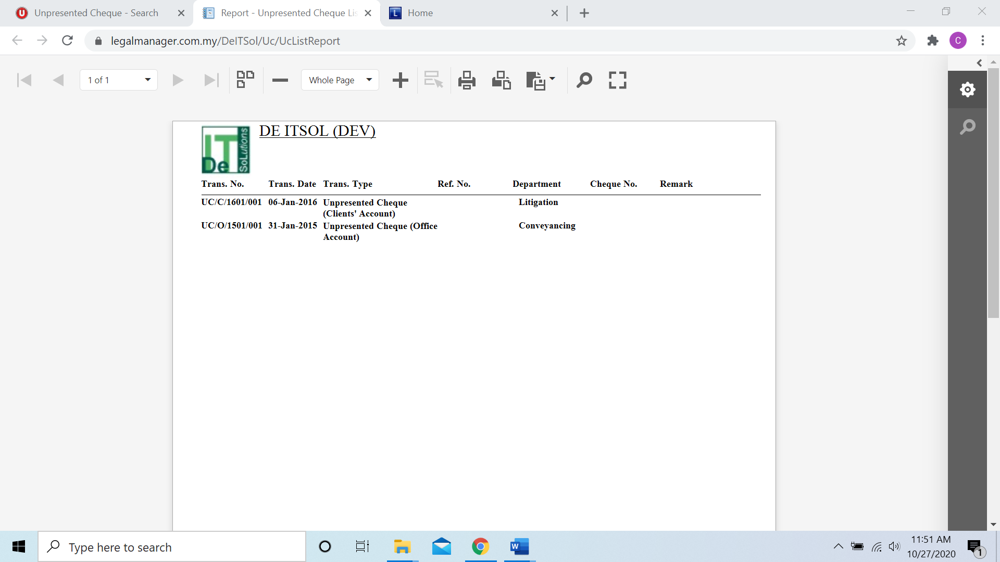 Unpresented Cheque - Search
Report - Unpresented Cheque Lis
L Home
legalmanager.com.my/DeITSol/Uc/UcListReport
C
1 of 1
Whole Page
IT De SoLutions
DE ITSOL (DEV)
Trans. No. Trans. Date Trans. Type Ref. No. Department Cheque No. Remark
UC/C/1601/001 06-Jan-2016 Unpresented Cheque Litigation
(Clients' Account)
UC/O/1501/001 31-Jan-2015 Unpresented Cheque (Office Conveyancing
Account)
Type here to search
W
11:51 AM
10/27/2020
1